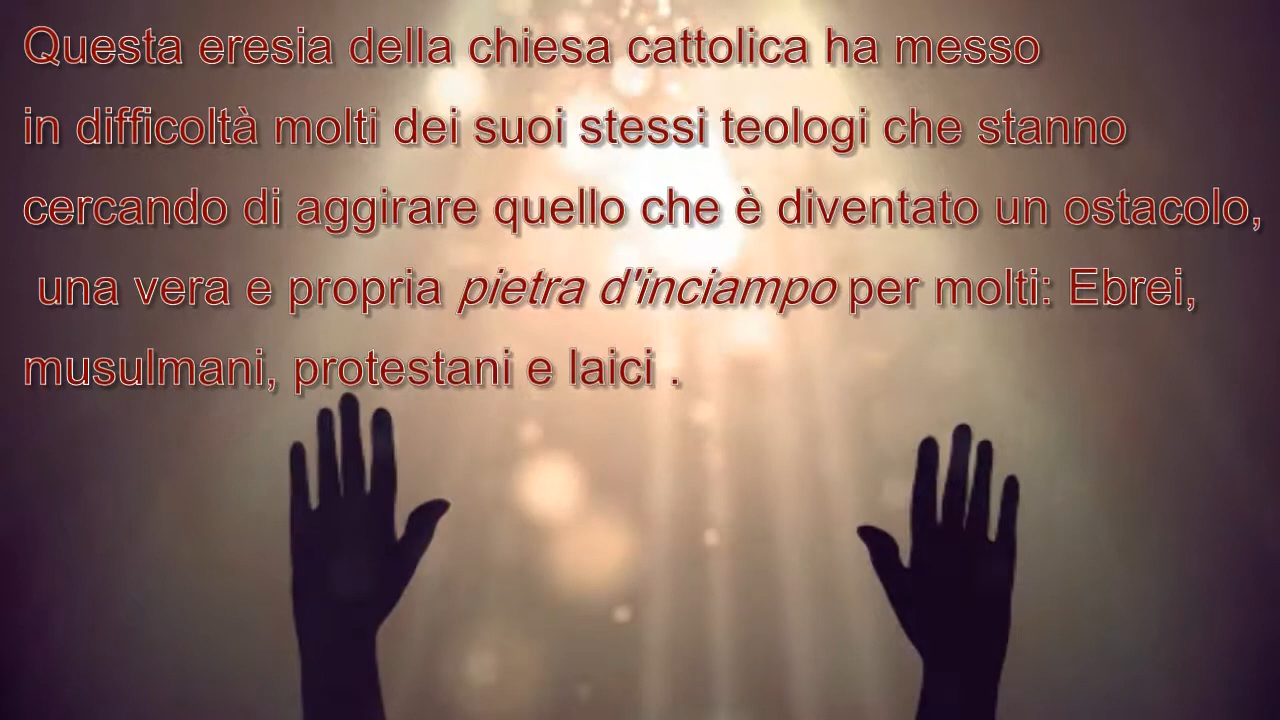 Questa eresia della chiesa cattolica ha messo
in difficoltà molti dei suoi stessi teologi che stanno
cercando di aggirare quello che è diventato un ostacolo,
una vera e propria pietra d'inciampo per molti: Ebrei,
musulmani, protestani e laici .